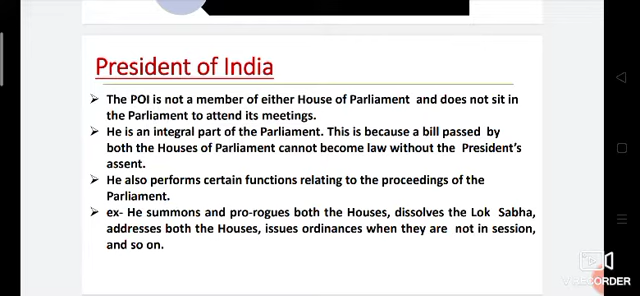 President of India
➢ The POI is not a member of either House of Parliament and does not sit in
the Parliament to attend its meetings.
➢ He is an integral part of the Parliament. This is because a bill passed by
both the Houses of Parliament cannot become law without the President's
assent.
➢ He also performs certain functions relating to the proceedings of the
Parliament.
➢ ex- He summons and pro-rogues both the Houses, dissolves the Lok Sabha,
addresses both the Houses, issues ordinances when they are not in session,
and so on.
V RECORDER